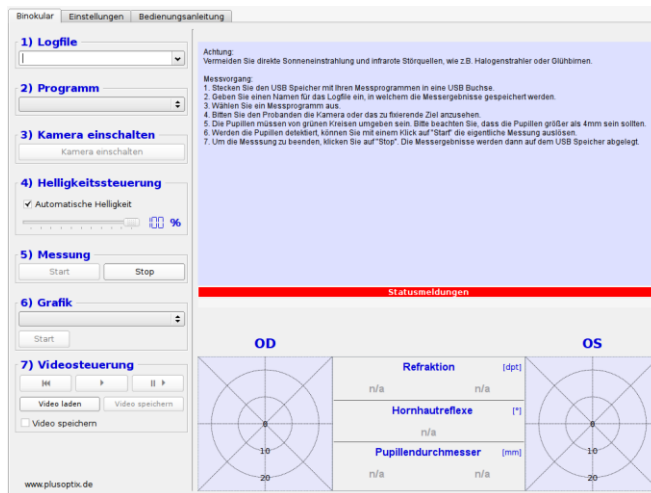 Binokular Einstellungen Bedienungsanleitung
1) Logfile
2) Programm
3) Kamera einschalten
Kamera einschalten
4) Helligkeitssteuerung
Automatische Helligkeit
100 %
5) Messung
Start Stop
6) Grafik
Start
7) Videosteuerung
Video laden Video speichern
Video speichern
www.plusoptix.de
Achtung:
Vermeiden Sie direkte Sonneneinstrahlung und infrarote Störquellen, wie z.B. Halogenstrahler oder Glühbirnen.
Messvorgang:
1. Stecken Sie den USB Speicher mit Ihren Messprogrammen in eine USB Buchse.
2. Geben Sie einen Namen für das Logfile ein, in welchem die Messergebnisse gespeichert werden.
3. Wählen Sie ein Messprogramm aus.
4. Bitten Sie den Probanden die Kamera oder das zu fixierende Ziel anzusehen.
5. Die Pupillen müssen von grünen Kreisen umgeben sein. Bitte beachten Sie, dass die Pupillen größer als 4mm sein sollten.
6. Werden die Pupillen detektiert, können Sie mit einem Klick auf "Start" die eigentliche Messung auslösen.
7. Um die Messsung zu beenden, klicken Sie auf "Stop". Die Messergebnisse werden dann auf dem USB Speicher abgelegt.
Statusmeldungen
OD OS
Refraktion [dpt]
n/a n/a
Hornhautreflexe [°]
n/a
Pupillendurchmesser [mm]
n/a n/a
0
10
20
0
10
20